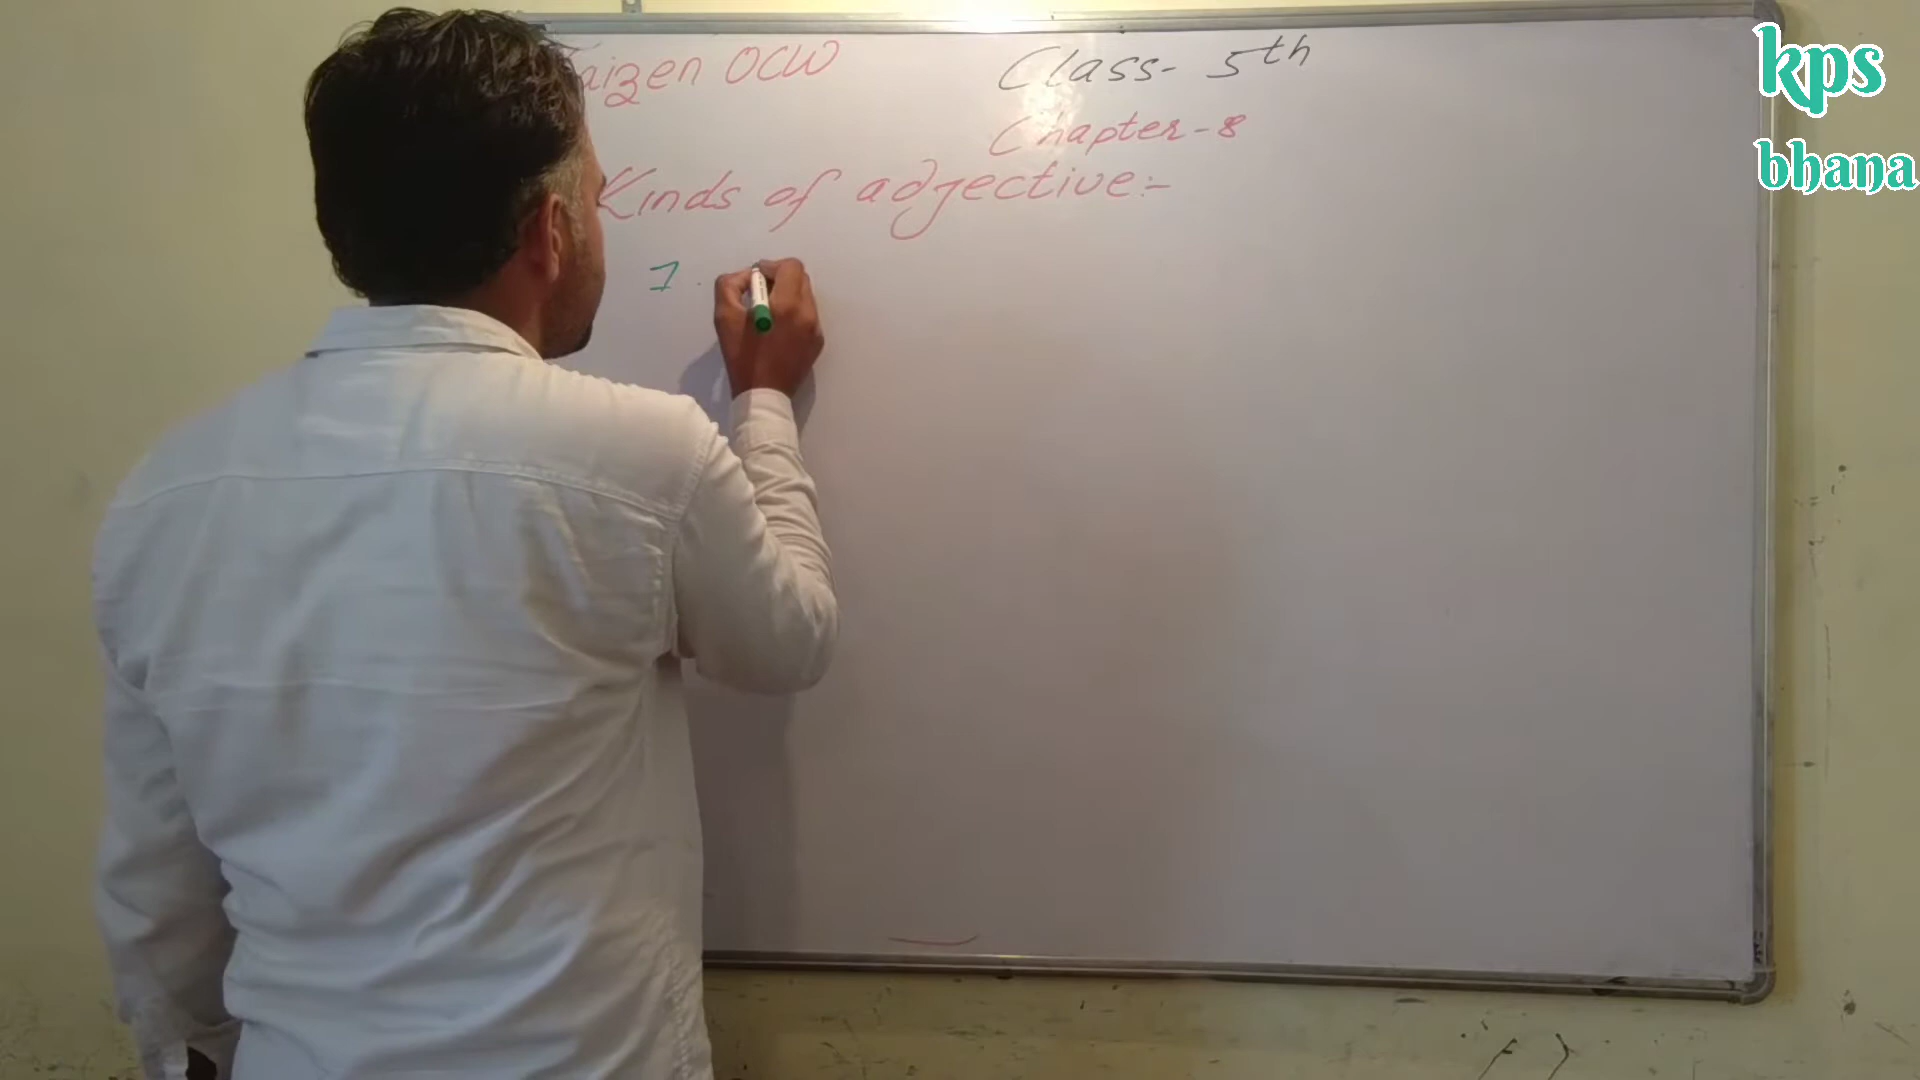 aizen OCW
Class- 5th
Chapter-8
Kinds of adjective:-
1.
kps
bhana